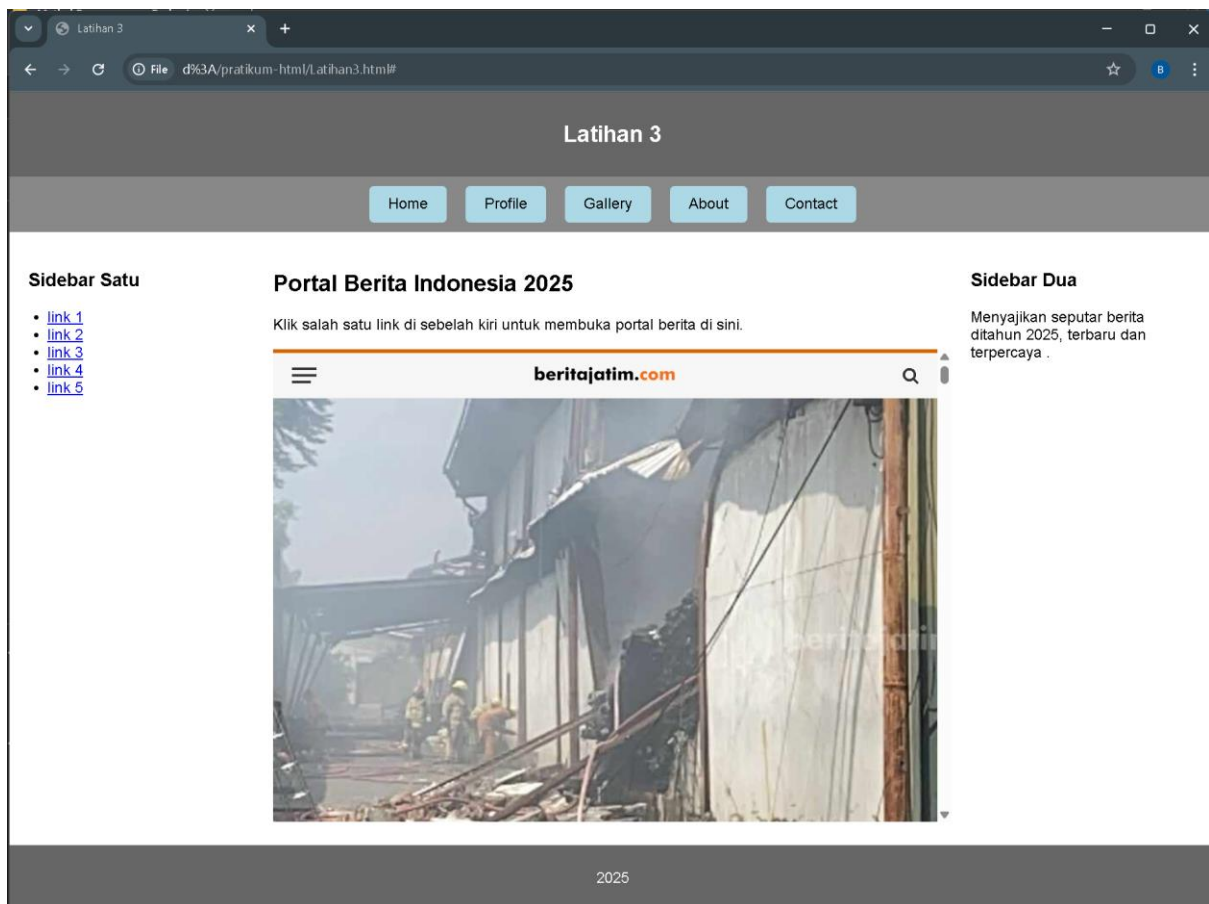 Latihan 3
File d%3A/pratikum-html/Latihan3.html#
B
Latihan 3
Home Profile Gallery About Contact
Sidebar Satu
link 1
link 2
link 3
link 4
link 5
Portal Berita Indonesia 2025
Klik salah satu link di sebelah kiri untuk membuka portal berita di sini.
beritajatim.com
Sidebar Dua
Menyajikan seputar berita
ditahun 2025, terbaru dan
terpercaya .
2025